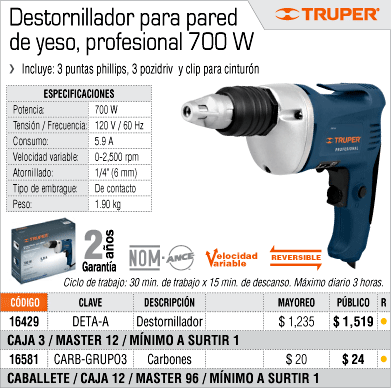 Destornillador para pared
de yeso, profesional 700 W
TRUPER
Incluye: 3 puntas phillips, 3 pozidriv y clip para cinturón
ESPECIFICACIONES
Potencia: 700 W
Tensión / Frecuencia: 120 V / 60 Hz
Consumo: 5.9 A
Velocidad variable: 0-2,500 rpm
Atornillado: 1/4" (6 mm)
Tipo de embrague: De contacto
Peso: 1.90 kg
TRUPER
PROFESIONAL
2 años
Garantía
NOM-ANCE
Velocidad
Variable
REVERSIBLE
Ciclo de trabajo: 30 min. de trabajo x 15 min. de descanso. Máximo diario 3 horas.
CÓDIGO CLAVE DESCRIPCIÓN MAYOREO PÚBLICO R
16429 DETA-A Destornillador $ 1,235 $ 1,519
CAJA 3 / MASTER 12 / MÍNIMO A SURTIR 1
16581 CARB-GRUPO3 Carbones $ 20 $ 24
CABALLETE / CAJA 12 / MASTER 96 / MÍNIMO A SURTIR 1